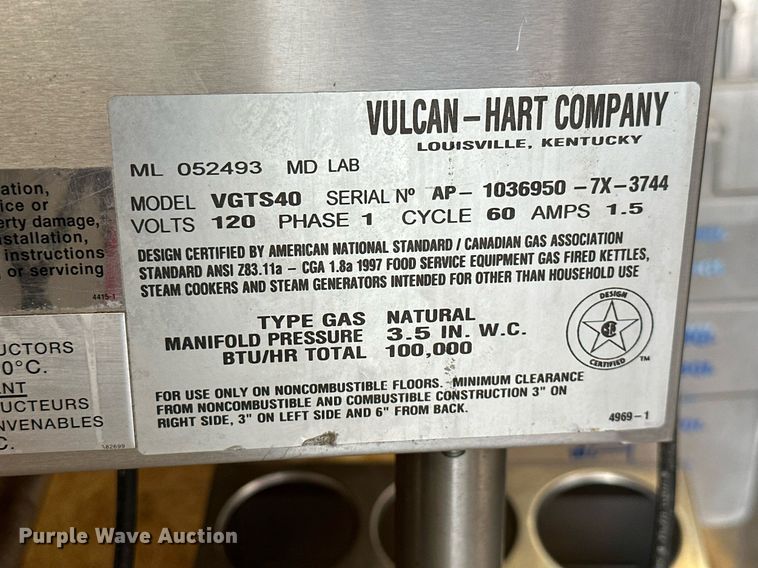 VULCAN-HART COMPANY
LOUISVILLE, KENTUCKY
ML 052493 MD LAB
MODEL VGTS40 SERIAL Nº AP- 1036950 -7X-3744
VOLTS 120 PHASE 1 CYCLE 60 AMPS 1.5
DESIGN CERTIFIED BY AMERICAN NATIONAL STANDARD / CANADIAN GAS ASSOCIATION
STANDARD ANSI Z83.11a - CGA 1.8a 1997 FOOD SERVICE EQUIPMENT GAS FIRED KETTLES,
STEAM COOKERS AND STEAM GENERATORS INTENDED FOR OTHER THAN HOUSEHOLD USE
TYPE GAS NATURAL
MANIFOLD PRESSURE 3.5 IN. W.C.
BTU/HR TOTAL 100,000
DESIGN
CERTIFIED
TM
FOR USE ONLY ON NONCOMBUSTIBLE FLOORS. MINIMUM CLEARANCE
FROM NONCOMBUSTIBLE AND COMBUSTIBLE CONSTRUCTION 3" ON
RIGHT SIDE, 3" ON LEFT SIDE AND 6" FROM BACK.
4969-1
ation,
ice or
erty damage,
stallation,
instructions
, or servicing
4415-1
UCTORS
0°C.
ANT
UCTEURS
NVENABLES
C.
582699
Purple Wave Auction